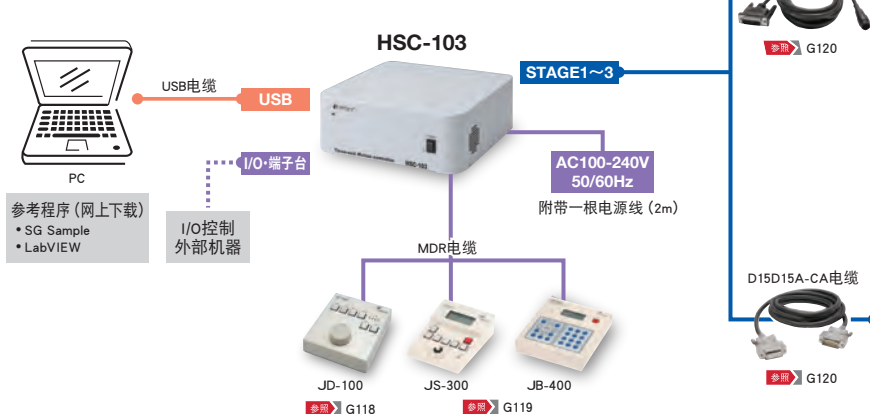 HSC-103
参照 G120
STAGE1～3
USB电缆
USB
I/O･端子台
AC100-240V
50/60Hz
附带一根电源线（2m）
PC
参考程序（网上下载）
• SG Sample
• LabVIEW
I/O控制
外部机器
MDR电缆
D15D15A-CA电缆
参照 G120
JD-100
JS-300
JB-400
参照 G118
参照 G119
HSC-103